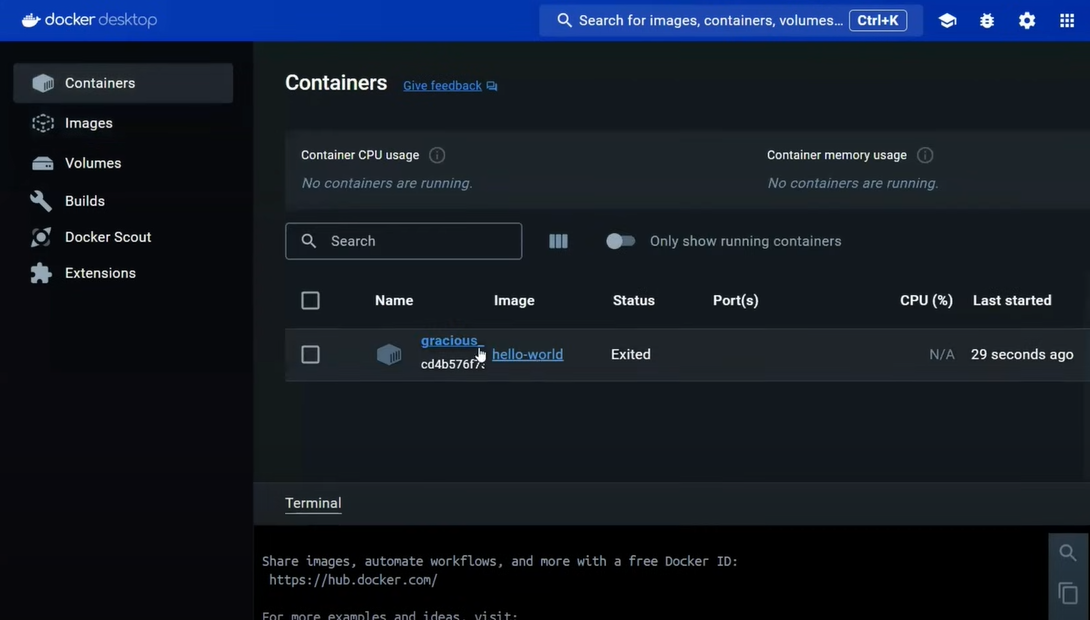 docker desktop
Search for images, containers, volumes... Ctrl+K
Containers
Images
Volumes
Builds
Docker Scout
Extensions
Containers Give feedback
Container CPU usage
No containers are running.
Container memory usage
No containers are running.
Search
Only show running containers
Name Image Status Port(s) CPU (%) Last started
gracious_
hello-world Exited N/A 29 seconds ago
cd4b576f7
Terminal
Share images, automate workflows, and more with a free Docker ID:
https://hub.docker.com/
For more examples and ideas, visit: